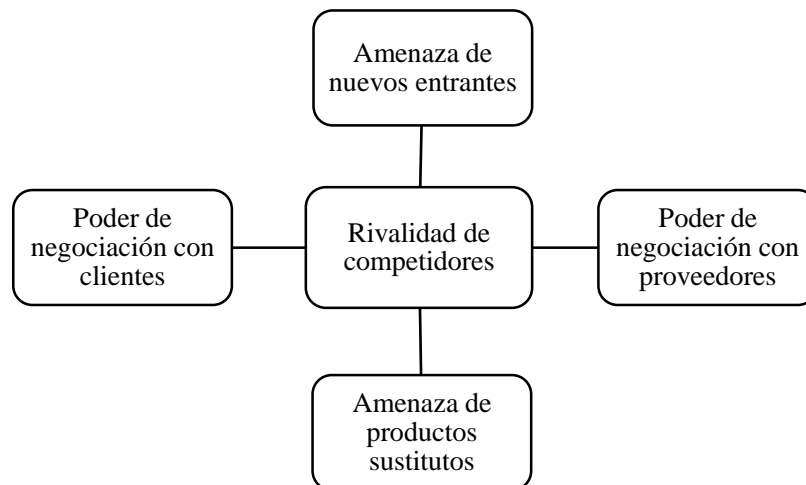 Amenaza de
nuevos entrantes
Poder de
negociación con
clientes
Rivalidad de
competidores
Poder de
negociación con
proveedores
Amenaza de
productos
sustitutos